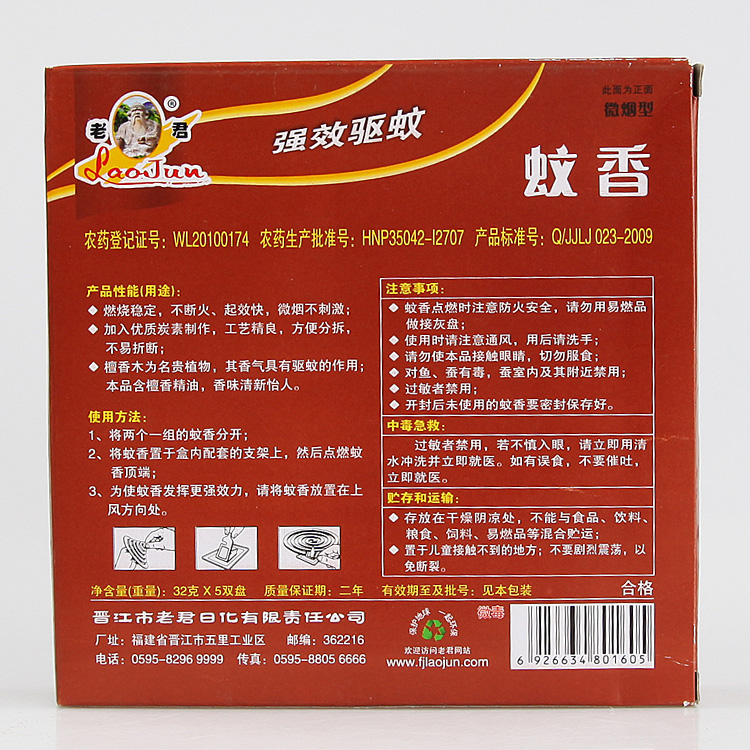 此面为正面
微烟型
老君
®
LaoJun
强效驱蚊
蚊香
农药登记证号：WL20100174 农药生产批准号：HNP35042-I2707 产品标准号：Q/JJLJ 023-2009
产品性能(用途)：
◆ 燃烧稳定，不断火、起效快，微烟不刺激；
◆ 加入优质炭素制作，工艺精良，方便分拆，
不易折断；
◆ 檀香木为名贵植物，其香气具有驱蚊的作用；
本品含檀香精油，香味清新怡人。
使用方法：
1、将两个一组的蚊香分开；
2、将蚊香置于盒内配套的支架上，然后点燃蚊
香顶端；
3、为使蚊香发挥更强效力，请将蚊香放置在上
风方向处。
注意事项：
◆ 蚊香点燃时注意防火安全，请勿用易燃品
做接灰盘；
◆ 使用时请注意通风，用后请洗手；
◆ 请勿使本品接触眼睛，切勿服食；
◆ 对鱼、蚕有毒，蚕室内及其附近禁用；
◆ 过敏者禁用；
◆ 开封后未使用的蚊香要密封保存好。
中毒急救：
过敏者禁用，若不慎入眼，请立即用清
水冲洗并立即就医。如有误食，不要催吐，
应立即就医。
贮存和运输：
◆ 存放在干燥阴凉处，不能与食品、饮料、
粮食、饲料、易燃品等混合贮运；
◆ 置于儿童接触不到的地方；不要剧烈震荡，以
免断裂。
净含量(重量)：32克 X 5双盘 质量保证期：二年 有效期至及批号：见本包装
合格
晋江市老君日化有限责任公司
厂址：福建省晋江市五里工业区 邮编：362216
电话：0595-8296 9999 传真：0595-8805 6666
保护地球 一起环保
微毒
欢迎访问老君网站
www.fjlaojun.com
6 926634 801605